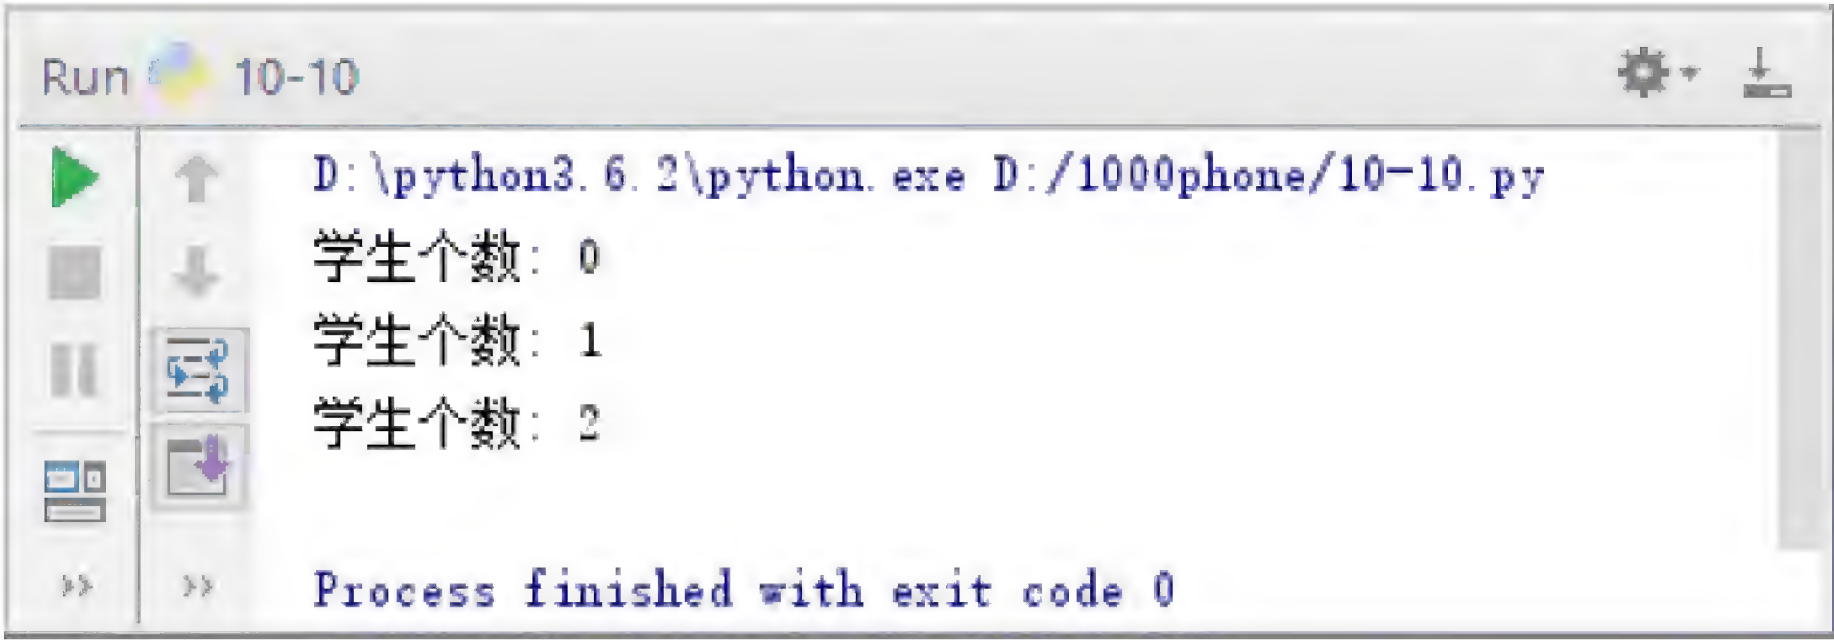 Run 10-10
D:\python3.6.2\python.exe D:/1000phone/10-10.py
学生个数: 0
学生个数: 1
学生个数: 2
Process finished with exit code 0